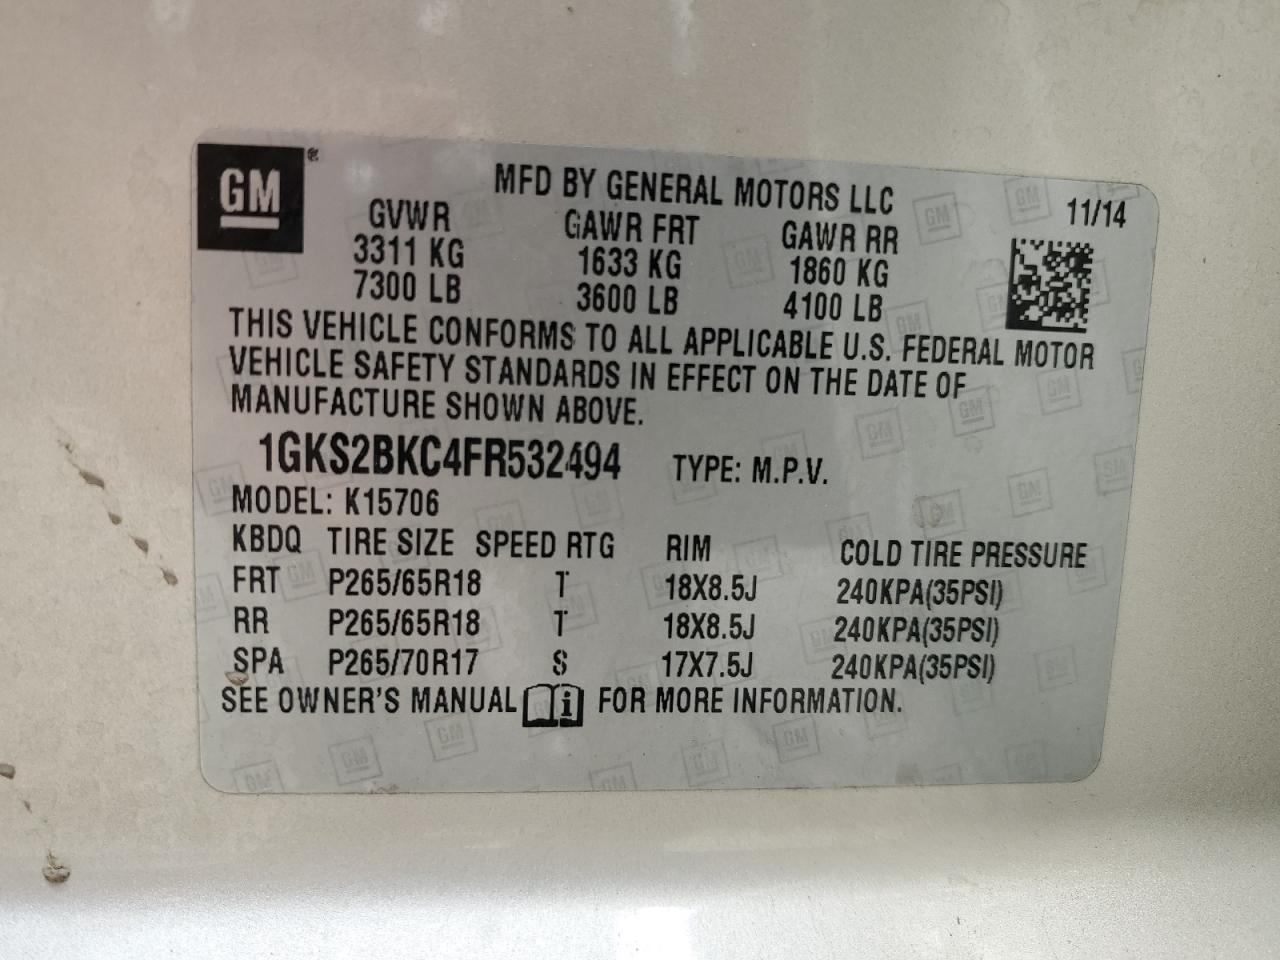 GM®
MFD BY GENERAL MOTORS LLC
11/14
GVWR GAWR FRT GAWR RR
3311 KG 1633 KG 1860 KG
7300 LB 3600 LB 4100 LB
THIS VEHICLE CONFORMS TO ALL APPLICABLE U.S. FEDERAL MOTOR
VEHICLE SAFETY STANDARDS IN EFFECT ON THE DATE OF
MANUFACTURE SHOWN ABOVE.
1GKS2BKC4FR532494 TYPE: M.P.V.
MODEL: K15706
KBDQ TIRE SIZE SPEED RTG RIM COLD TIRE PRESSURE
FRT P265/65R18 T 18X8.5J 240KPA(35PSI)
RR P265/65R18 T 18X8.5J 240KPA(35PSI)
SPA P265/70R17 S 17X7.5J 240KPA(35PSI)
SEE OWNER'S MANUAL i FOR MORE INFORMATION.